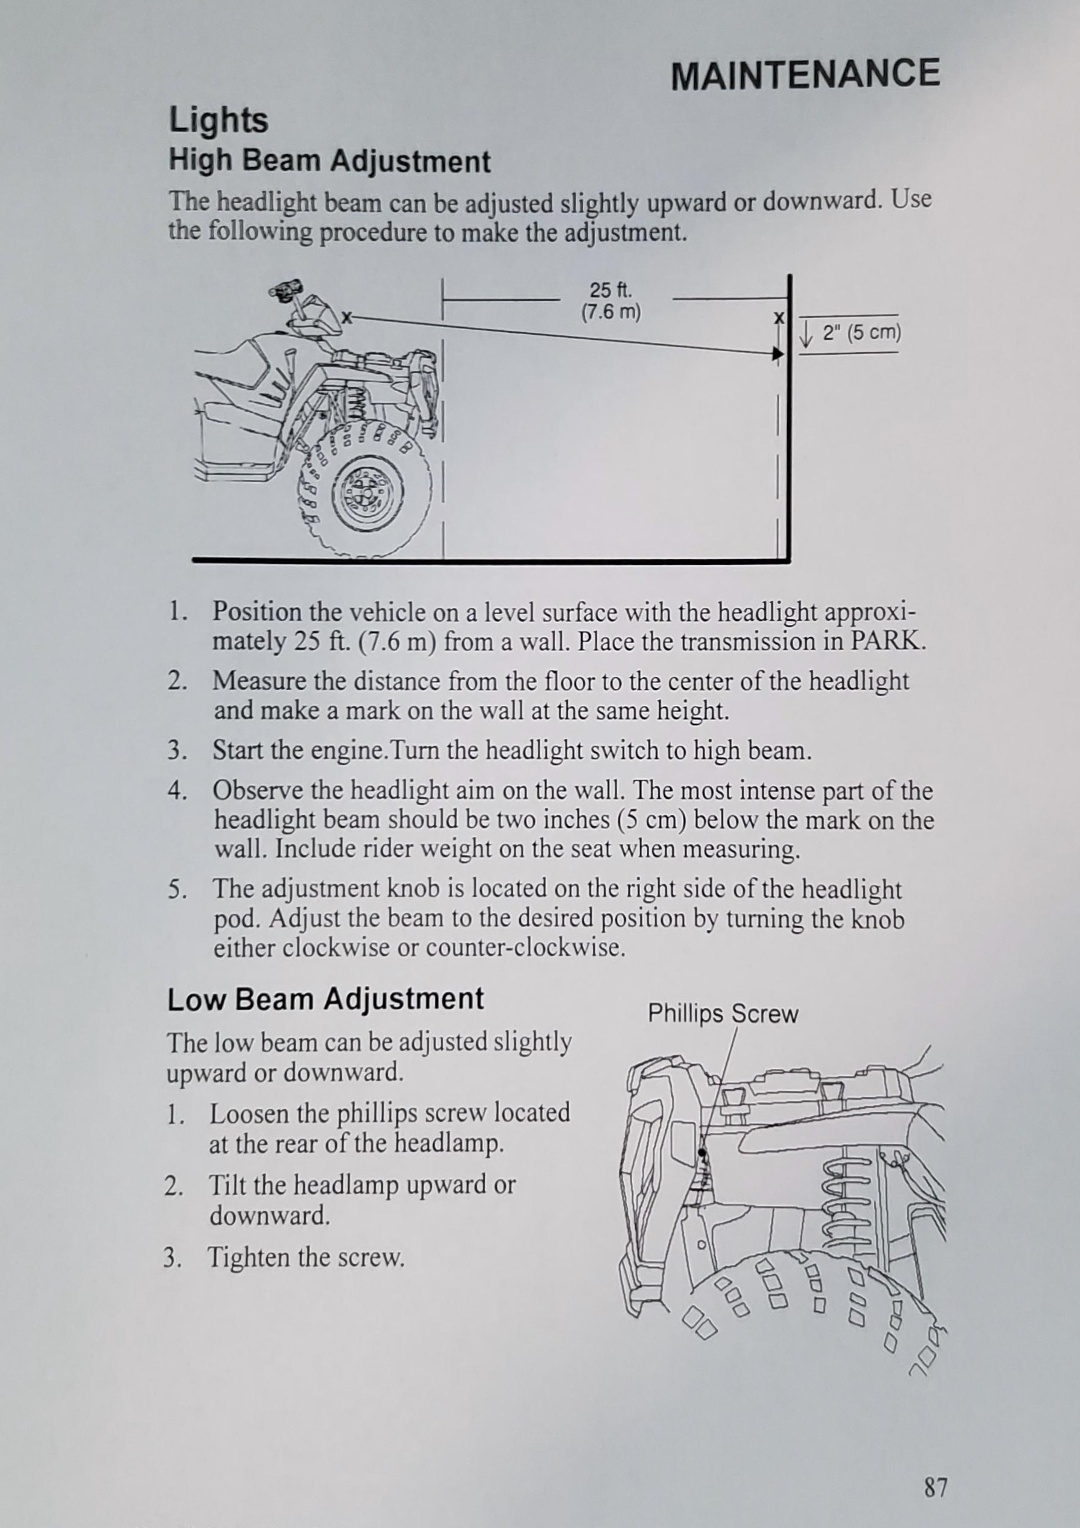 MAINTENANCE
Lights
High Beam Adjustment
The headlight beam can be adjusted slightly upward or downward. Use
the following procedure to make the adjustment.
25 ft.
(7.6 m)
x
x
2" (5 cm)
1. Position the vehicle on a level surface with the headlight approxi-
mately 25 ft. (7.6 m) from a wall. Place the transmission in PARK.
2. Measure the distance from the floor to the center of the headlight
and make a mark on the wall at the same height.
3. Start the engine.Turn the headlight switch to high beam.
4. Observe the headlight aim on the wall. The most intense part of the
headlight beam should be two inches (5 cm) below the mark on the
wall. Include rider weight on the seat when measuring.
5. The adjustment knob is located on the right side of the headlight
pod. Adjust the beam to the desired position by turning the knob
either clockwise or counter-clockwise.
Low Beam Adjustment
The low beam can be adjusted slightly
upward or downward.
1. Loosen the phillips screw located
at the rear of the headlamp.
2. Tilt the headlamp upward or
downward.
3. Tighten the screw.
Phillips Screw
87